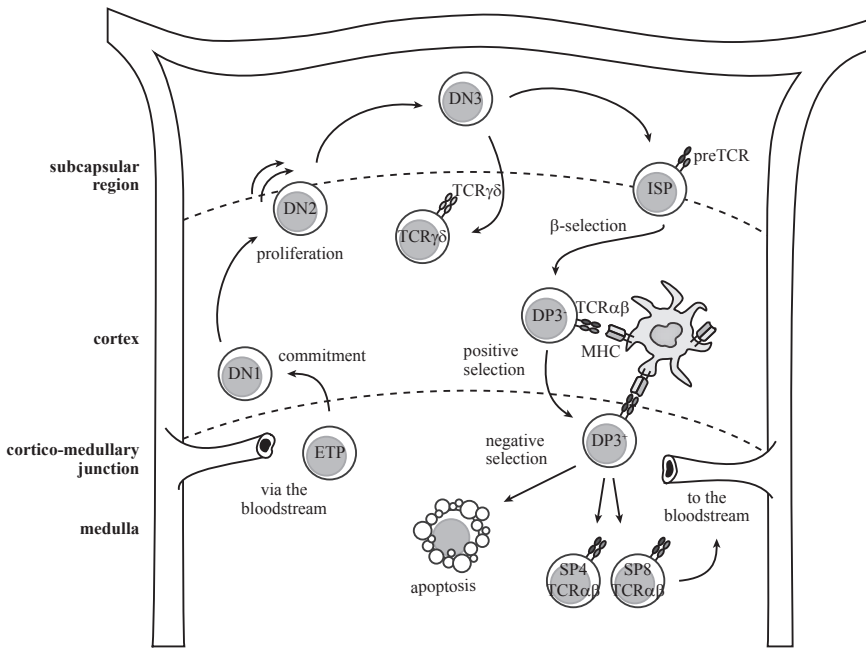 DN3
subcapsular
region
preTCR
ISP
TCRγδ
DN2
TCRγδ
β-selection
proliferation
TCRαβ
DP3-
MHC
cortex
commitment
positive
selection
DN1
cortico-medullary
junction
ETP
negative
selection
DP3+
via the
bloodstream
to the
bloodstream
medulla
apoptosis
SP4
TCRαβ
SP8
TCRαβ